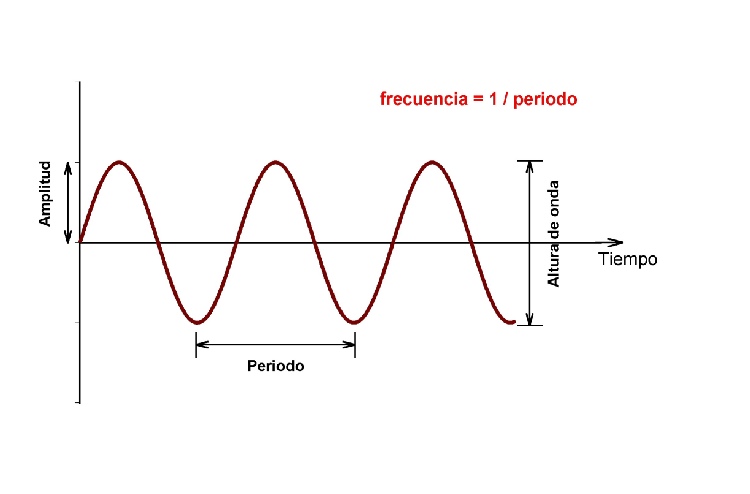 frecuencia = 1 / periodo
Amplitud
Altura de onda
Tiempo
Periodo